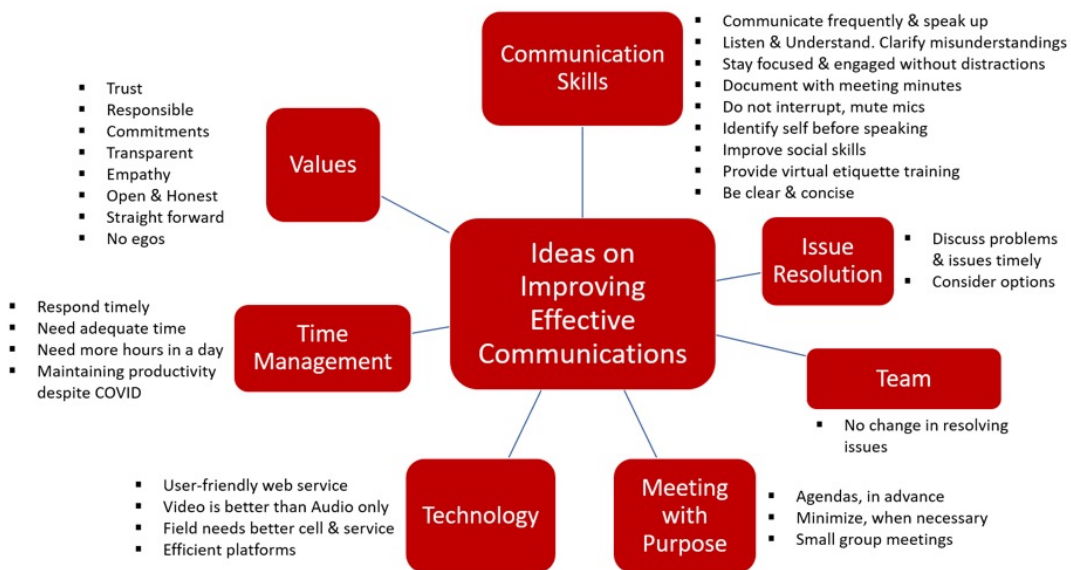 Communication
Skills
▪ Communicate frequently & speak up
▪ Listen & Understand. Clarify misunderstandings
▪ Stay focused & engaged without distractions
▪ Document with meeting minutes
▪ Do not interrupt, mute mics
▪ Identify self before speaking
▪ Improve social skills
▪ Provide virtual etiquette training
▪ Be clear & concise
▪ Trust
▪ Responsible
▪ Commitments
▪ Transparent
▪ Empathy
▪ Open & Honest
▪ Straight forward
▪ No egos
Values
Ideas on
Improving
Effective
Communications
Issue
Resolution
▪ Discuss problems
& issues timely
▪ Consider options
▪ Respond timely
▪ Need adequate time
▪ Need more hours in a day
▪ Maintaining productivity
despite COVID
Time
Management
Team
▪ No change in resolving
issues
▪ User-friendly web service
▪ Video is better than Audio only
▪ Field needs better cell & service
▪ Efficient platforms
Technology
Meeting
with
Purpose
▪ Agendas, in advance
▪ Minimize, when necessary
▪ Small group meetings